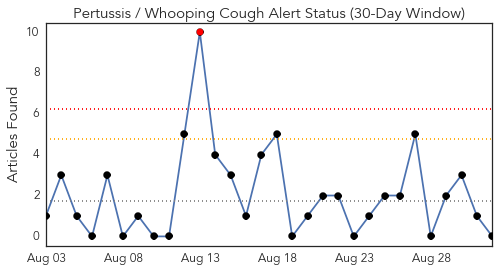 Pertussis / Whooping Cough Alert Status (30-Day Window)
Articles Found
10
8
6
4
2
0
Aug 03 Aug 08 Aug 13 Aug 18 Aug 23 Aug 28